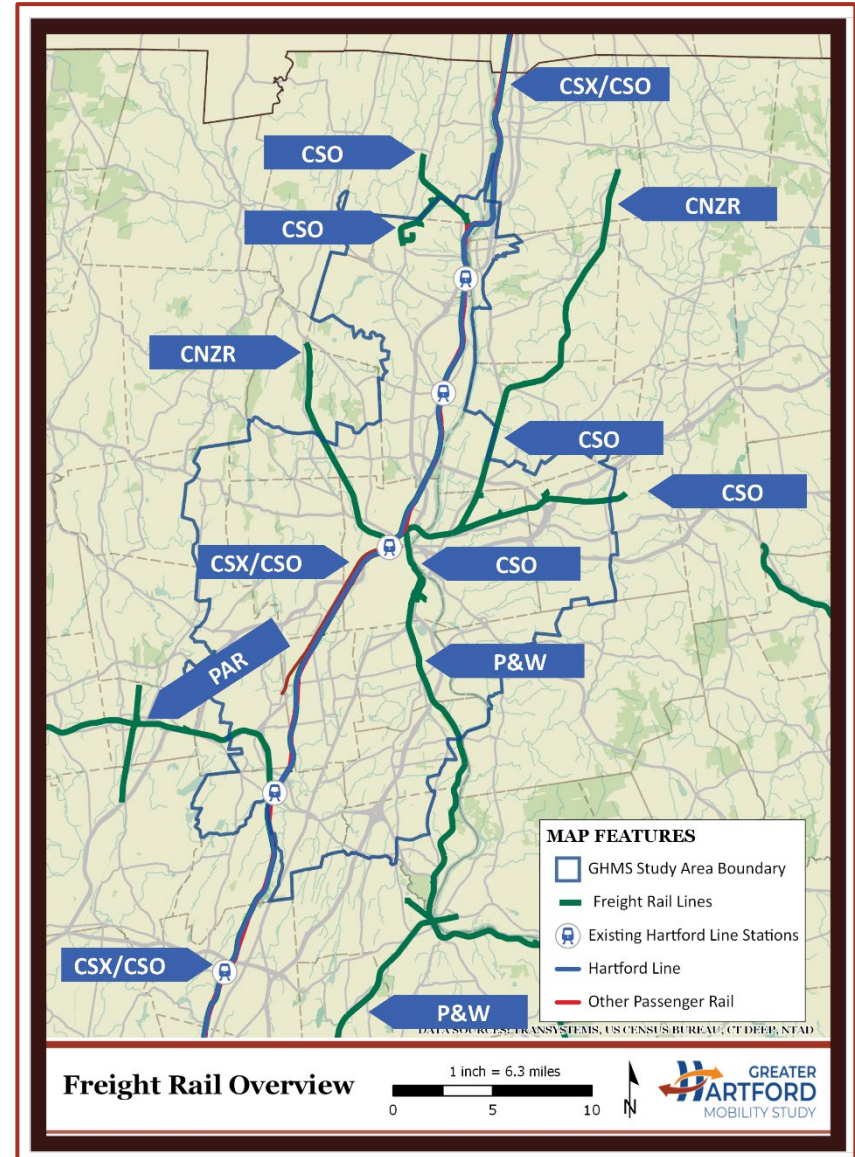 CSX/CSO
CSO
CNZR
CSO
CNZR
CSO
CSO
CSX/CSO
CSO
P&W
PAR
MAP FEATURES
GHMS Study Area Boundary
Freight Rail Lines
Existing Hartford Line Stations
Hartford Line
Other Passenger Rail
CSX/CSO
P&W
DATA SOURCES: TRANSYSTEMS, US CENSUS BUREAU, CT DEEP, NTAD
Freight Rail Overview
1 inch = 6.3 miles
0 5 10
N
GREATER
HARTFORD
MOBILITY STUDY